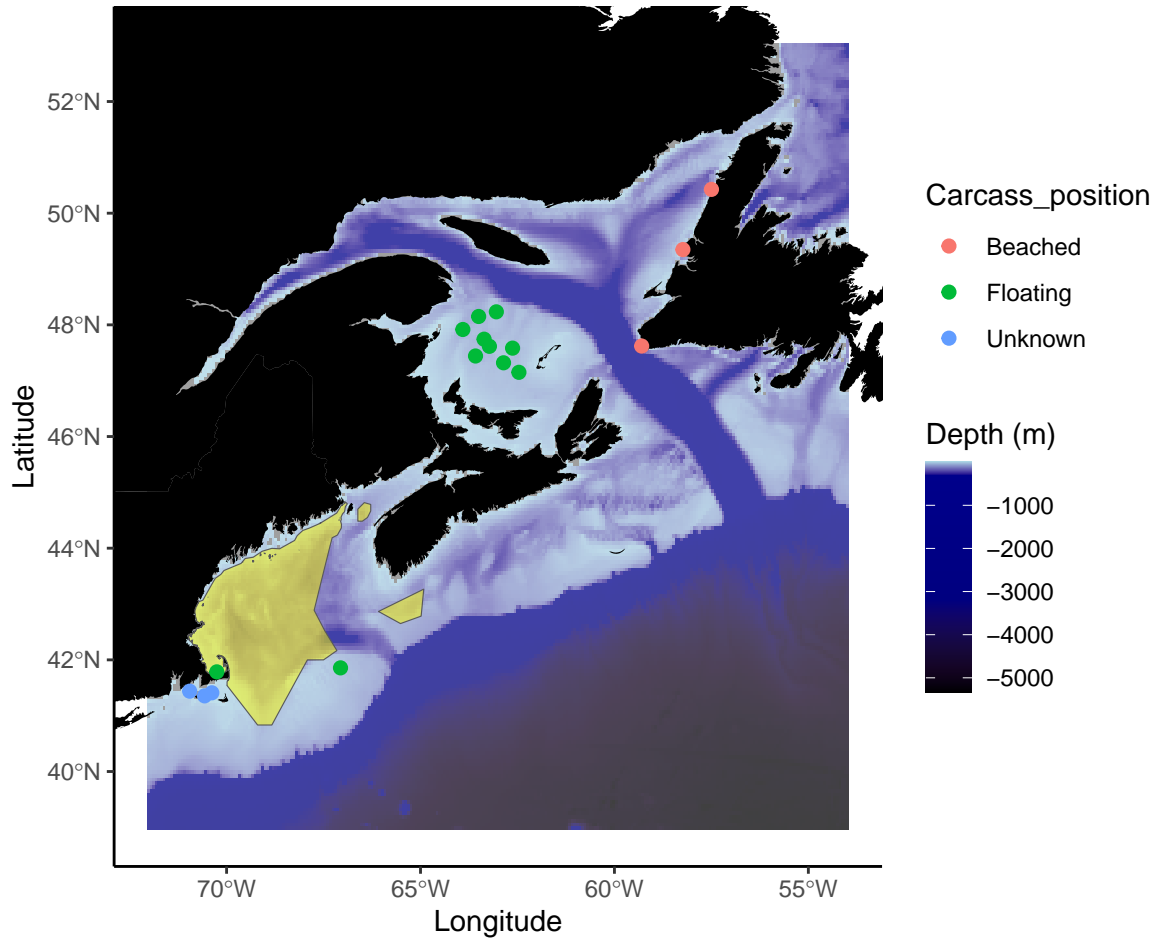 52°N
50°N
48°N
46°N
44°N
42°N
40°N
Latitude
70°W
65°W
60°W
55°W
Longitude
Carcass_position
Beached
Floating
Unknown
Depth (m)
−1000
−2000
−3000
−4000
−5000